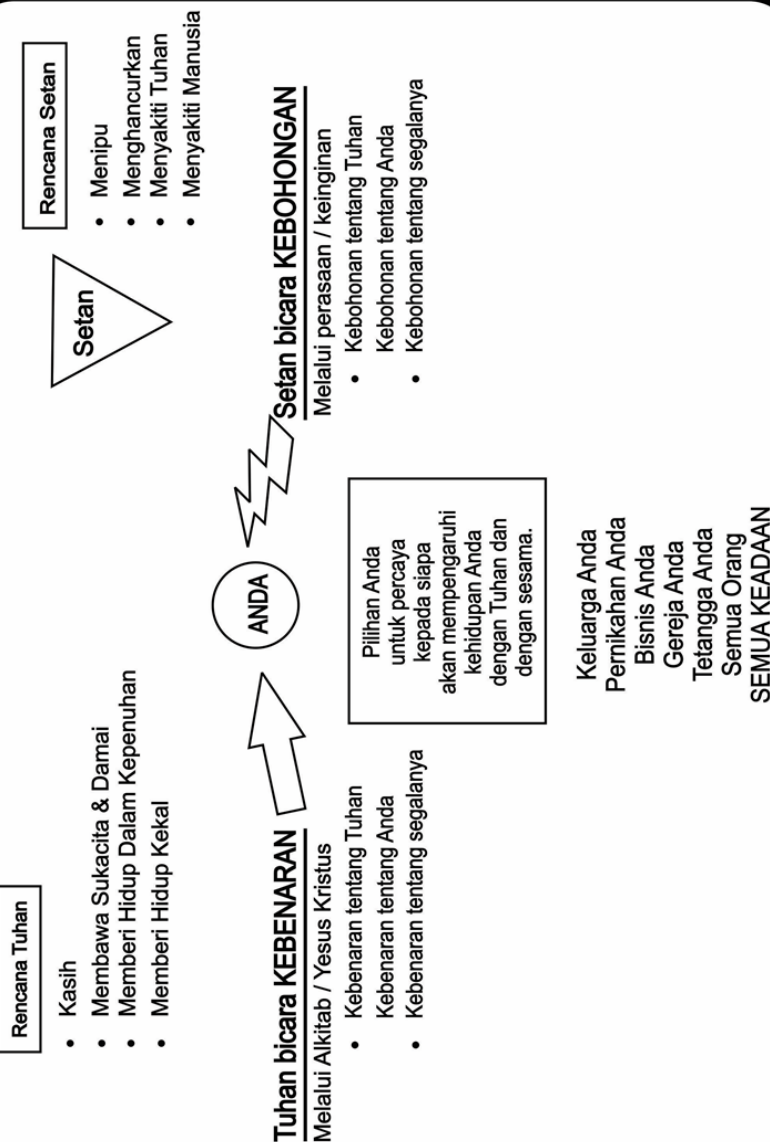 Rencana Tuhan
• Kasih
• Membawa Sukacita & Damai
• Memberi Hidup Dalam Kepenuhan
• Memberi Hidup Kekal
Tuhan bicara KEBENARAN
Melalui Alkitab / Yesus Kristus
• Kebenaran tentang Tuhan
Kebenaran tentang Anda
• Kebenaran tentang segalanya
ANDA
Pilihan Anda
untuk percaya
kepada siapa
akan mempengaruhi
kehidupan Anda
dengan Tuhan dan
dengan sesama.
Keluarga Anda
Pernikahan Anda
Bisnis Anda
Gereja Anda
Tetangga Anda
Semua Orang
SEMUA KEADAAN
Setan
Rencana Setan
• Menipu
• Menghancurkan
• Menyakiti Tuhan
• Menyakiti Manusia
Setan bicara KEBOHONGAN
Melalui perasaan / keinginan
• Kebohonan tentang Tuhan
Kebohonan tentang Anda
• Kebohonan tentang segalanya